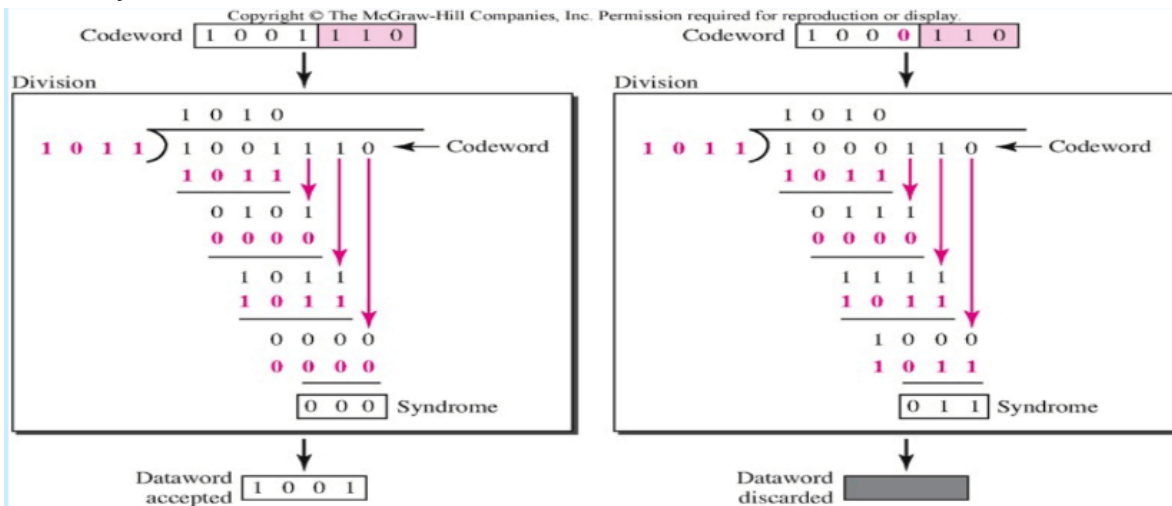 Copyright © The McGraw-Hill Companies, Inc. Permission required for reproduction or display.
Codeword 1 0 0 1 1 1 0
Division
1 0 1 0
1 0 1 1 1 0 0 1 1 1 0 Codeword
1 0 1 1
0 1 0 1
0 0 0 0
1 0 1 1
1 0 1 1
0 0 0 0
0 0 0 0
0 0 0 Syndrome
Dataword
accepted 1 0 0 1
Codeword 1 0 0 0 1 1 0
Division
1 0 1 0
1 0 1 1 1 0 0 0 1 1 0 Codeword
1 0 1 1
0 1 1 1
0 0 0 0
1 1 1 1
1 0 1 1
1 0 0 0
1 0 1 1
0 1 1 Syndrome
Dataword
discarded